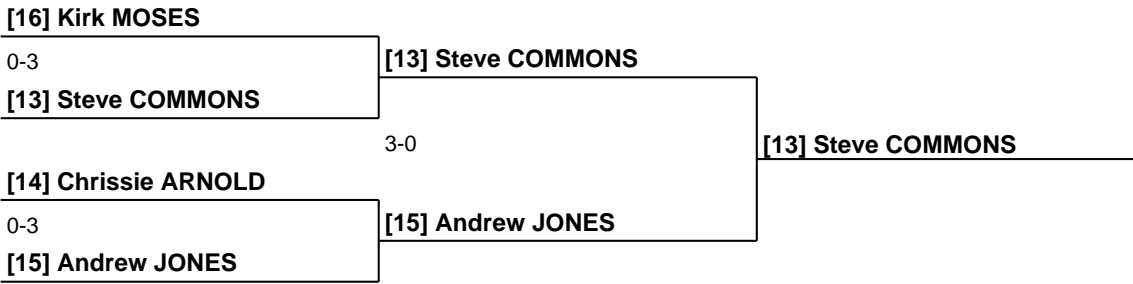 [16] Kirk MOSES
0-3
[13] Steve COMMONS
[13] Steve COMMONS
3-0
[13] Steve COMMONS
[14] Chrissie ARNOLD
0-3
[15] Andrew JONES
[15] Andrew JONES